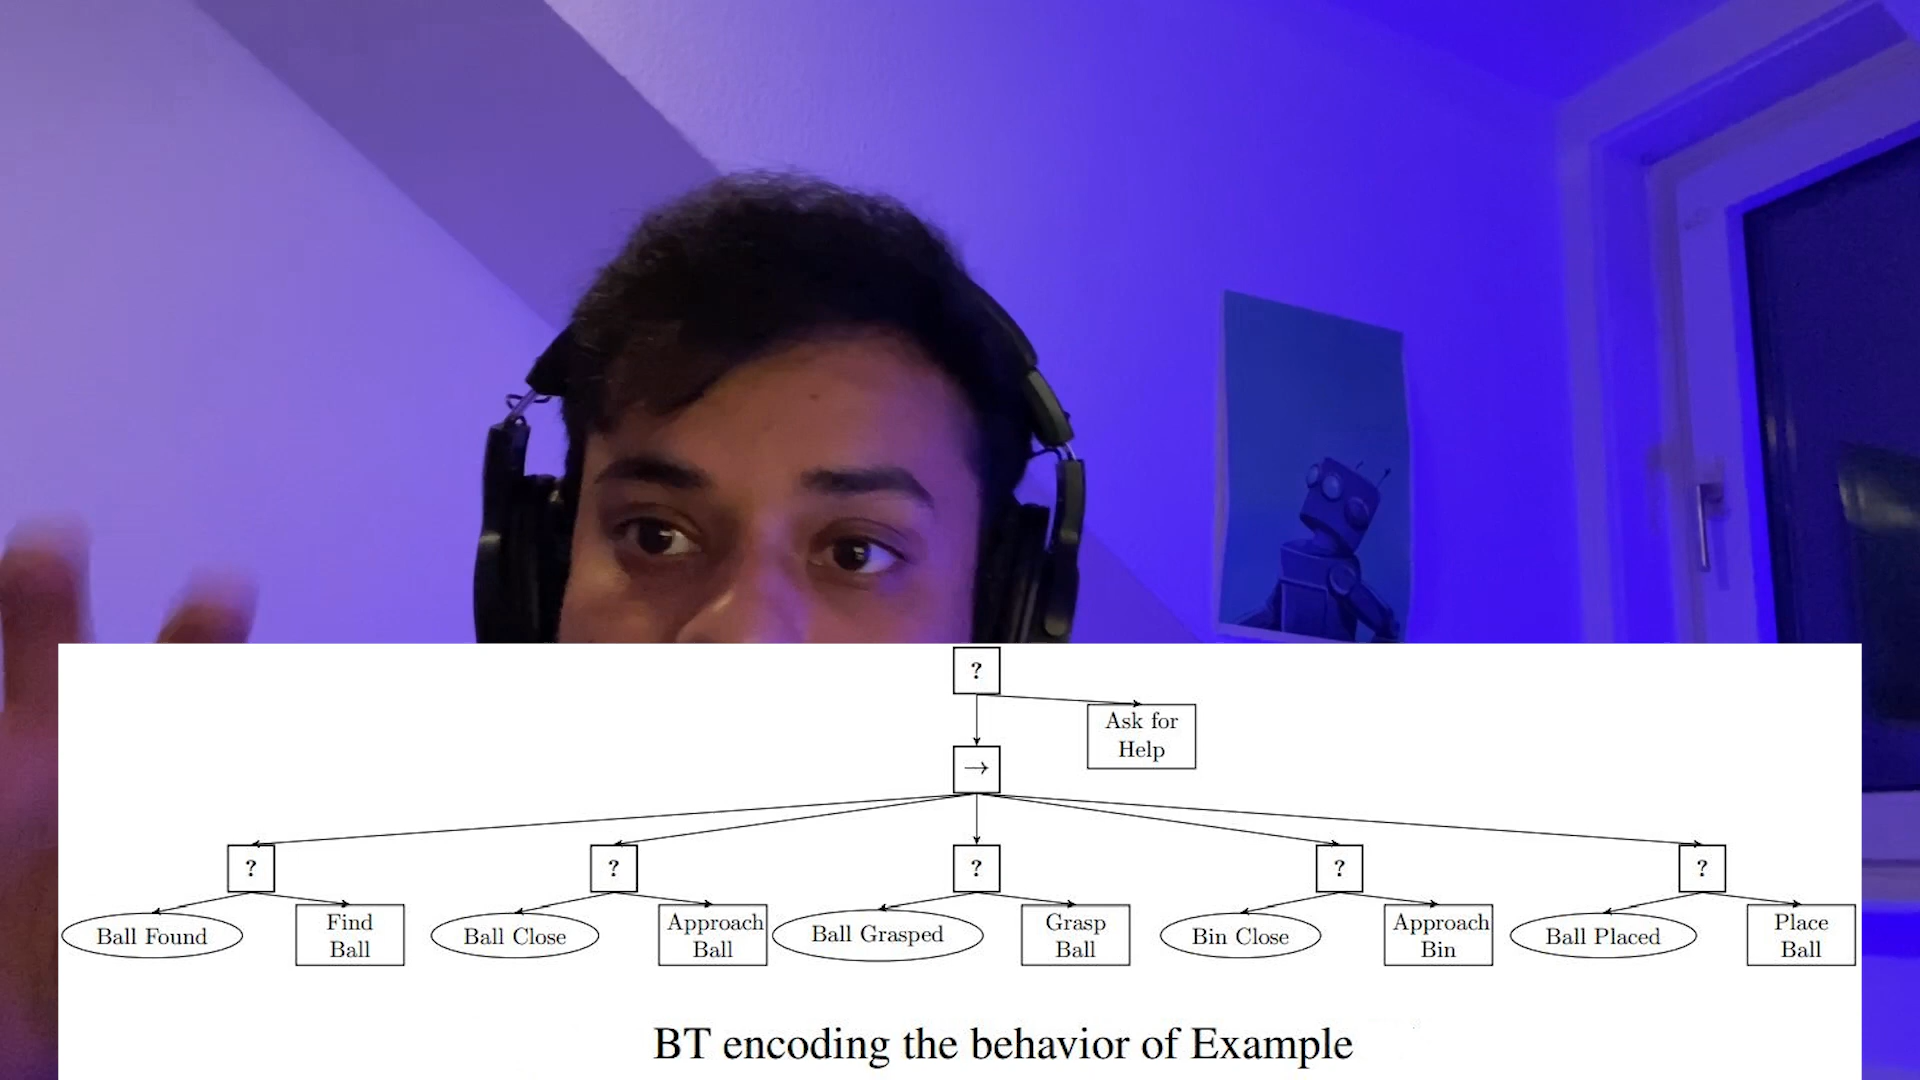 ?
Ask for
Help
→
? ? ? ? ?
Ball Found
Find
Ball
Ball Close
Approach
Ball
Ball Grasped
Grasp
Ball
Bin Close
Approach
Bin
Ball Placed
Place
Ball
BT encoding the behavior of Example